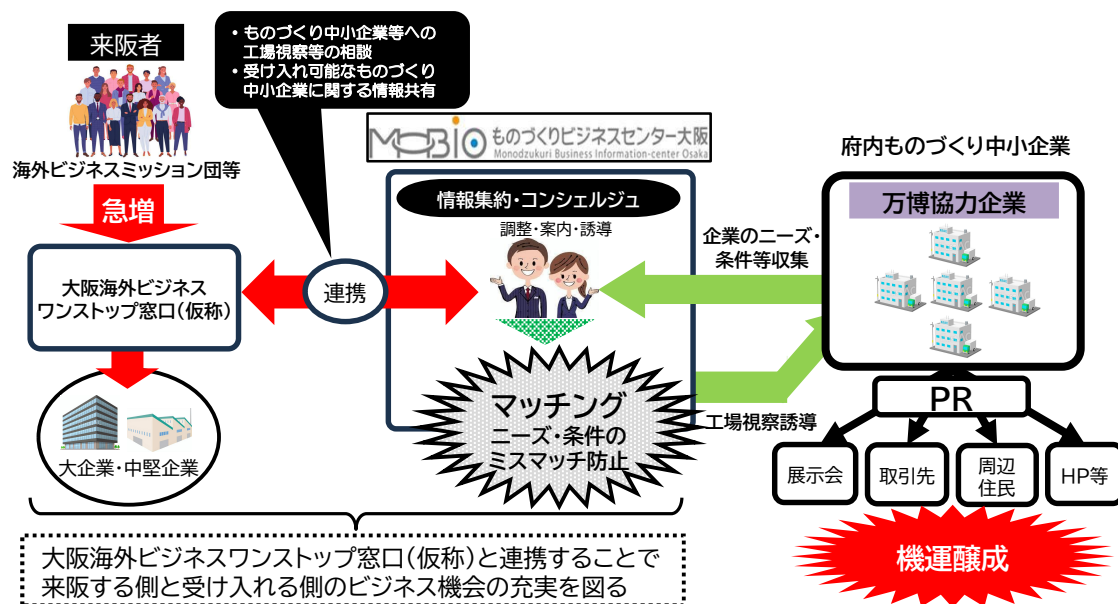 来阪者
海外ビジネスミッション団等
急増
大阪海外ビジネス
ワンストップ窓口(仮称)
大企業・中堅企業
・ものづくり中小企業等への
工場視察等の相談
・受け入れ可能なものづくり
中小企業に関する情報共有
連携
MOBIO ものづくりビジネスセンター大阪
Monodzukuri Business Information-center Osaka
情報集約・コンシェルジュ
調整・案内・誘導
マッチング
ニーズ・条件の
ミスマッチ防止
企業のニーズ・
条件等収集
工場視察誘導
府内ものづくり中小企業
万博協力企業
PR
展示会
取引先
周辺
住民
HP等
機運醸成
大阪海外ビジネスワンストップ窓口(仮称)と連携することで
来阪する側と受け入れる側のビジネス機会の充実を図る